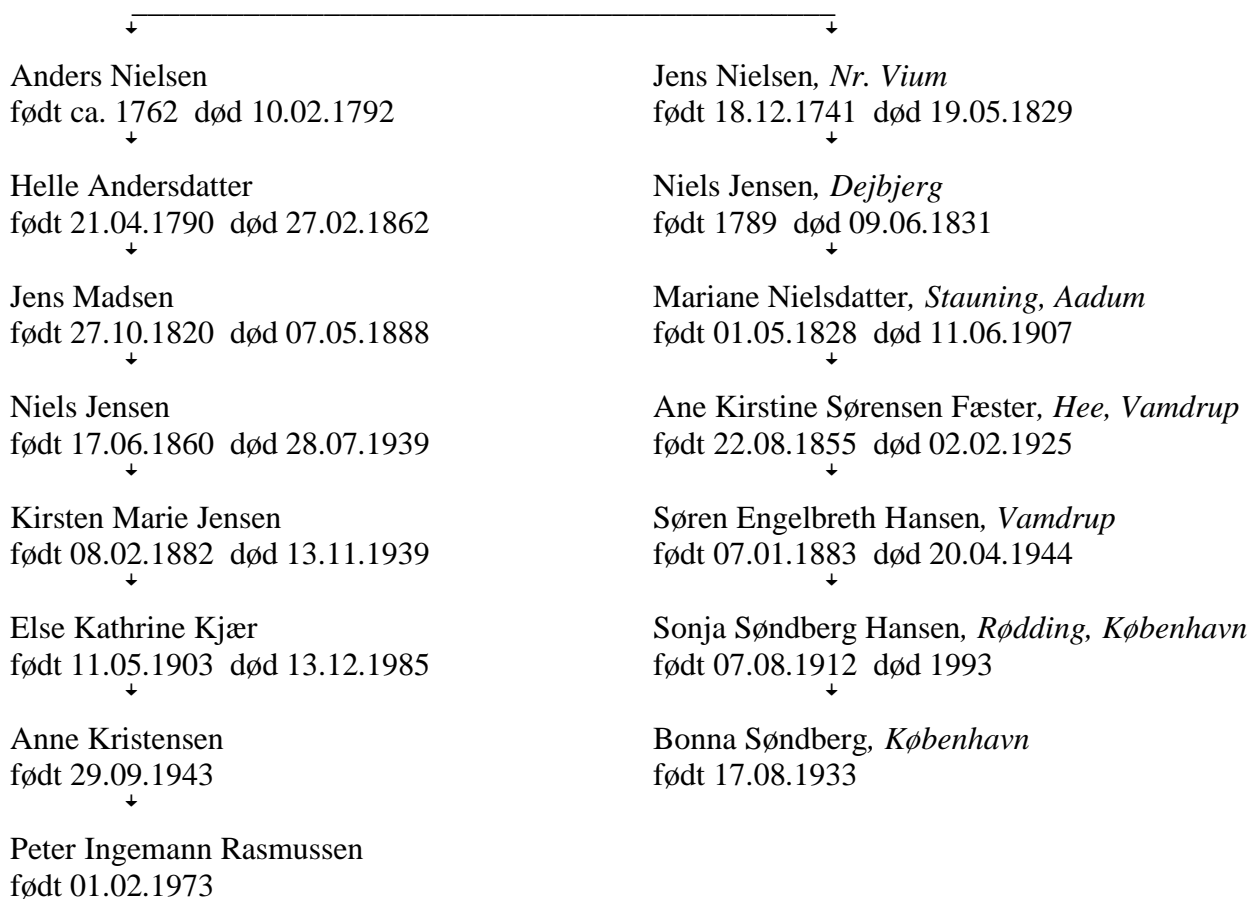 Anders Nielsen
født ca. 1762 død 10.02.1792
Helle Andersdatter
født 21.04.1790 død 27.02.1862
Jens Madsen
født 27.10.1820 død 07.05.1888
Niels Jensen
født 17.06.1860 død 28.07.1939
Kirsten Marie Jensen
født 08.02.1882 død 13.11.1939
Else Kathrine Kjær
født 11.05.1903 død 13.12.1985
Anne Kristensen
født 29.09.1943
Peter Ingemann Rasmussen
født 01.02.1973
Jens Nielsen, Nr. Vium
født 18.12.1741 død 19.05.1829
Niels Jensen, Dejbjerg
født 1789 død 09.06.1831
Mariane Nielsdatter, Stauning, Aadum
født 01.05.1828 død 11.06.1907
Ane Kirstine Sørensen Fæster, Hee, Vamdrup
født 22.08.1855 død 02.02.1925
Søren Engelbreth Hansen, Vamdrup
født 07.01.1883 død 20.04.1944
Sonja Søndberg Hansen, Rødding, København
født 07.08.1912 død 1993
Bonna Søndberg, København
født 17.08.1933